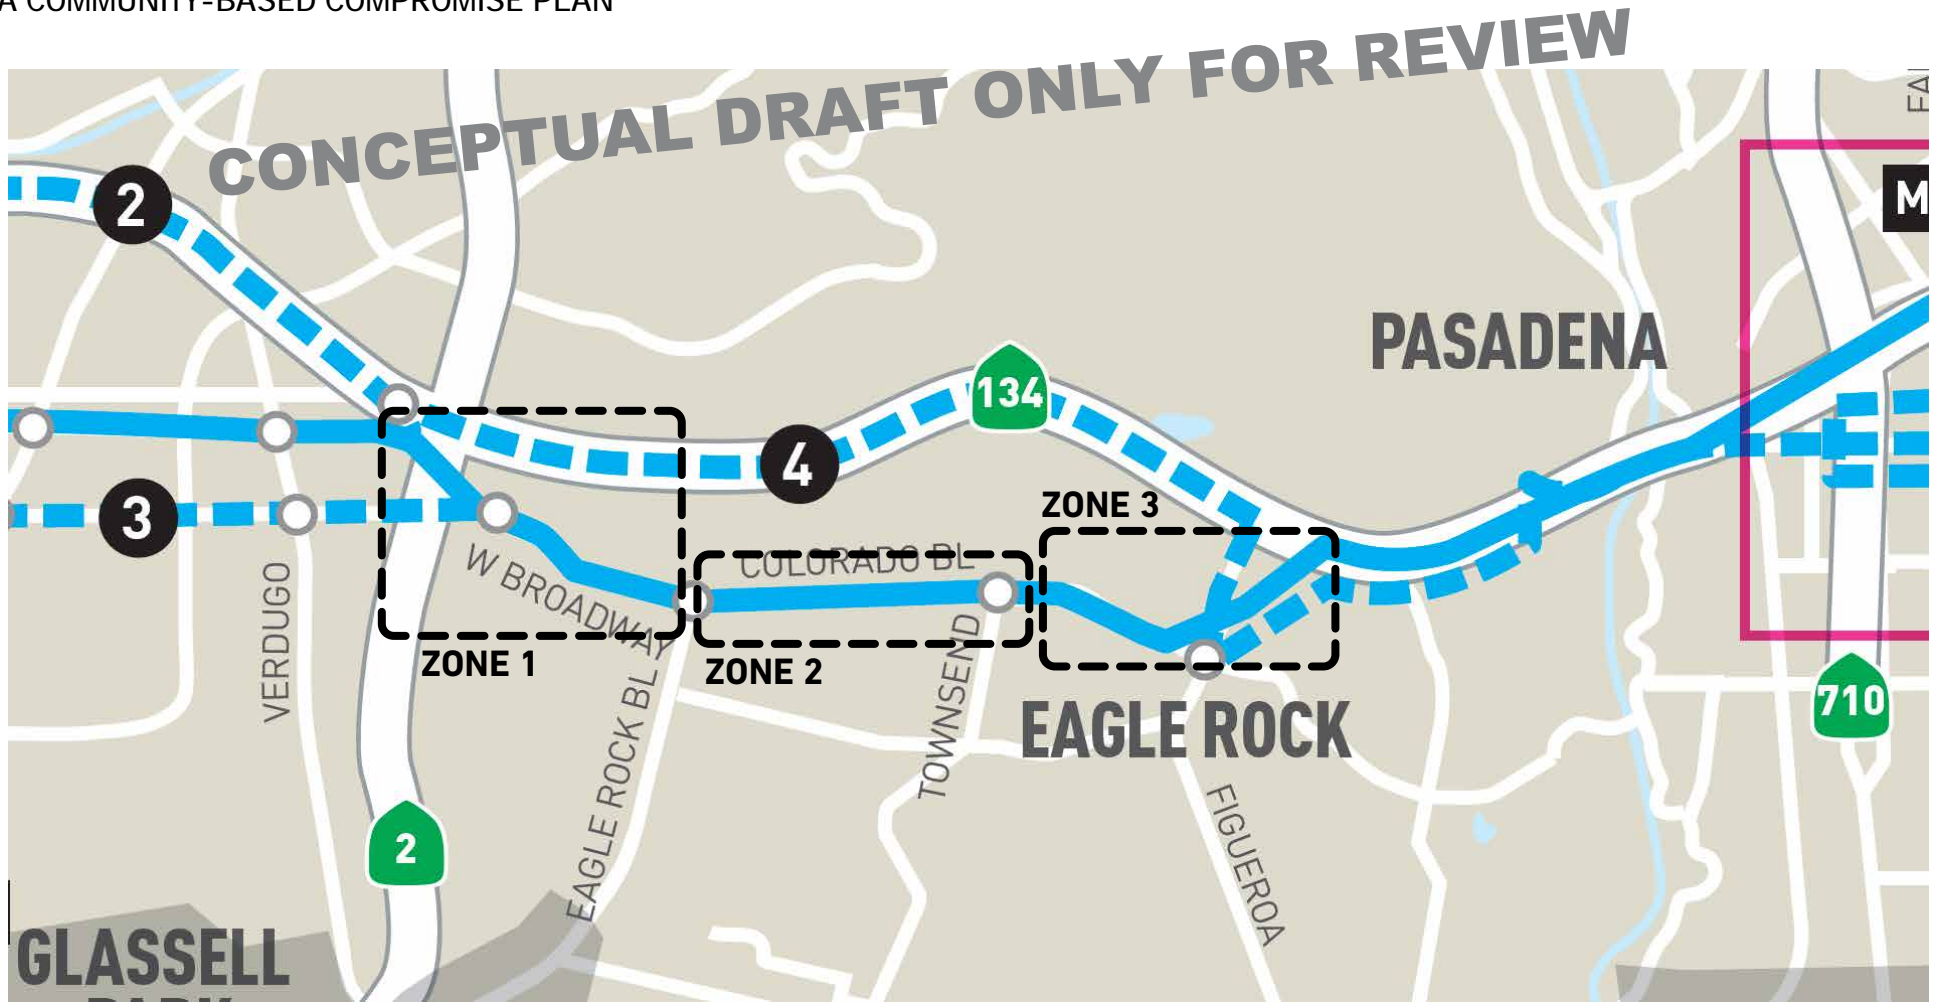 A COMMUNITY-BASED COMPROMISE PLAN
CONCEPTUAL DRAFT ONLY FOR REVIEW
2
M
PASADENA
134
4
3
ZONE 3
W BROADWAY
COLORADO BL
VERDUGO
ZONE 1
ZONE 2
TOWNSEND
EAGLE ROCK BL
EAGLE ROCK
710
2
FIGUEROA
GLASSELL
PARK